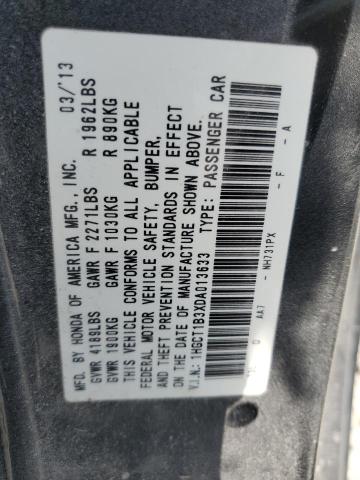 MFD. BY HONDA OF AMERICA MFG., INC. 03/'13
GVWR 4189LBS GAWR F 2271LBS R 1962LBS
GVWR 1900KG GAWR F 1030KG R 890KG
THIS VEHICLE CONFORMS TO ALL APPLICABLE
FEDERAL MOTOR VEHICLE SAFETY, BUMPER,
AND THEFT PREVENTION STANDARDS IN EFFECT
ON THE DATE OF MANUFACTURE SHOWN ABOVE.
V.I.N.: 1HGCT1B3XDA013633 TYPE: PASSENGER CAR
AA7 - NH731PX - F - A